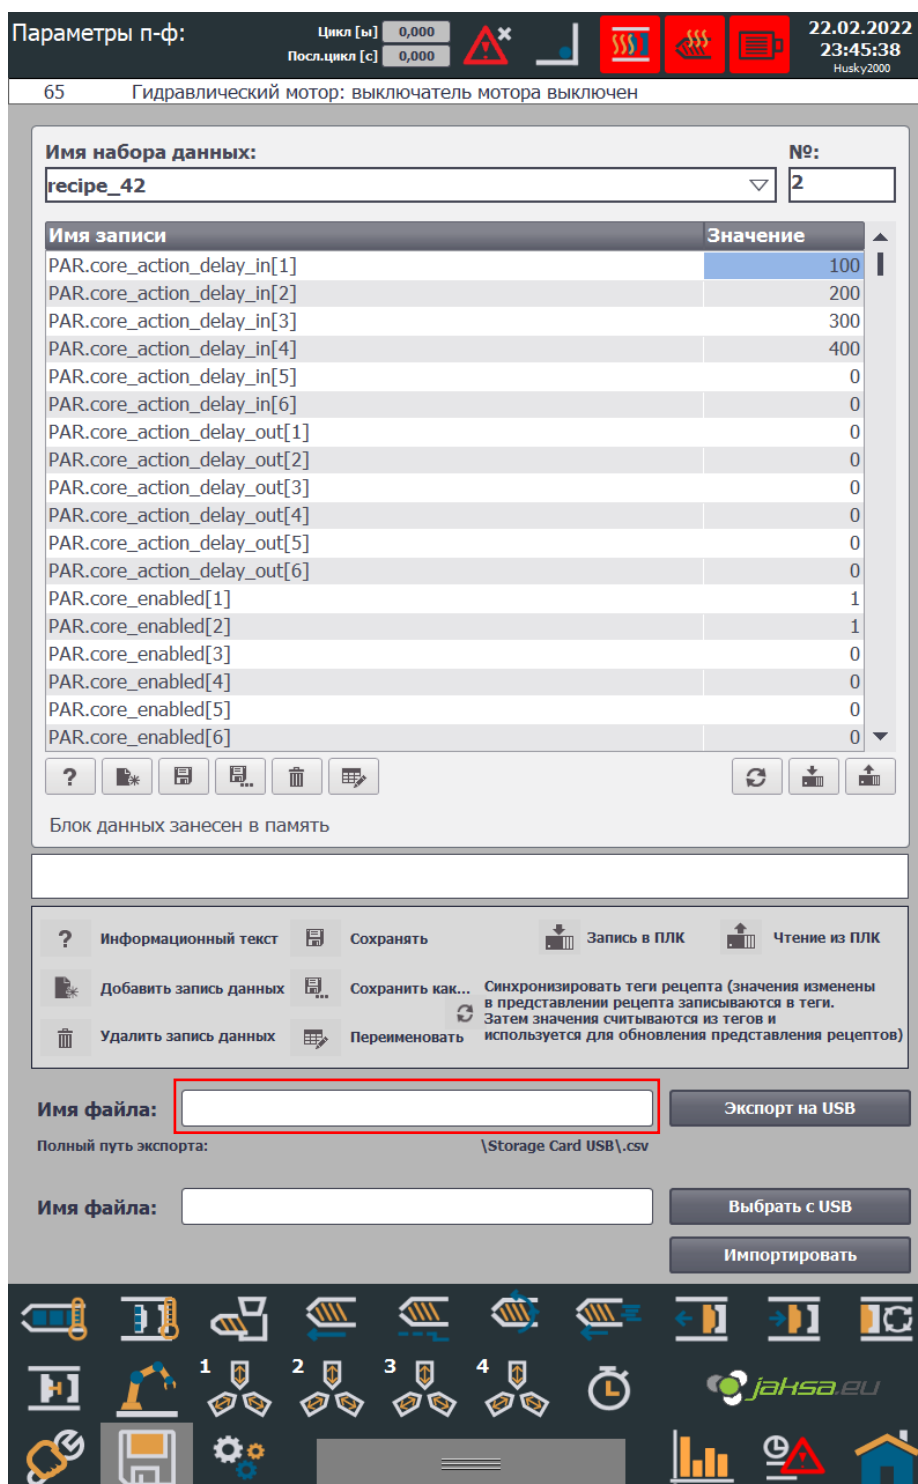 Параметры п-ф:
Цикл [ы] 0,000
Посл.цикл [с] 0,000
22.02.2022
23:45:38
Husky2000
65 Гидравлический мотор: выключатель мотора выключен
Имя набора данных: №:
recipe_42 2
Имя записи Значение
PAR.core_action_delay_in[1] 100
PAR.core_action_delay_in[2] 200
PAR.core_action_delay_in[3] 300
PAR.core_action_delay_in[4] 400
PAR.core_action_delay_in[5] 0
PAR.core_action_delay_in[6] 0
PAR.core_action_delay_out[1] 0
PAR.core_action_delay_out[2] 0
PAR.core_action_delay_out[3] 0
PAR.core_action_delay_out[4] 0
PAR.core_action_delay_out[5] 0
PAR.core_action_delay_out[6] 0
PAR.core_enabled[1] 1
PAR.core_enabled[2] 1
PAR.core_enabled[3] 0
PAR.core_enabled[4] 0
PAR.core_enabled[5] 0
PAR.core_enabled[6] 0
?
Блок данных занесен в память
? Информационный текст Сохранять Запись в ПЛК Чтение из ПЛК
Добавить запись данных Сохранить как...
Удалить запись данных Переименовать
Синхронизировать теги рецепта (значения изменены
в представлении рецепта записываются в теги.
Затем значения считываются из тегов и
используется для обновления представления рецептов)
Имя файла: Экспорт на USB
Полный путь экспорта: \Storage Card USB\.csv
Имя файла: Выбрать с USB
Импортировать
1 2 3 4
jaksa.eu